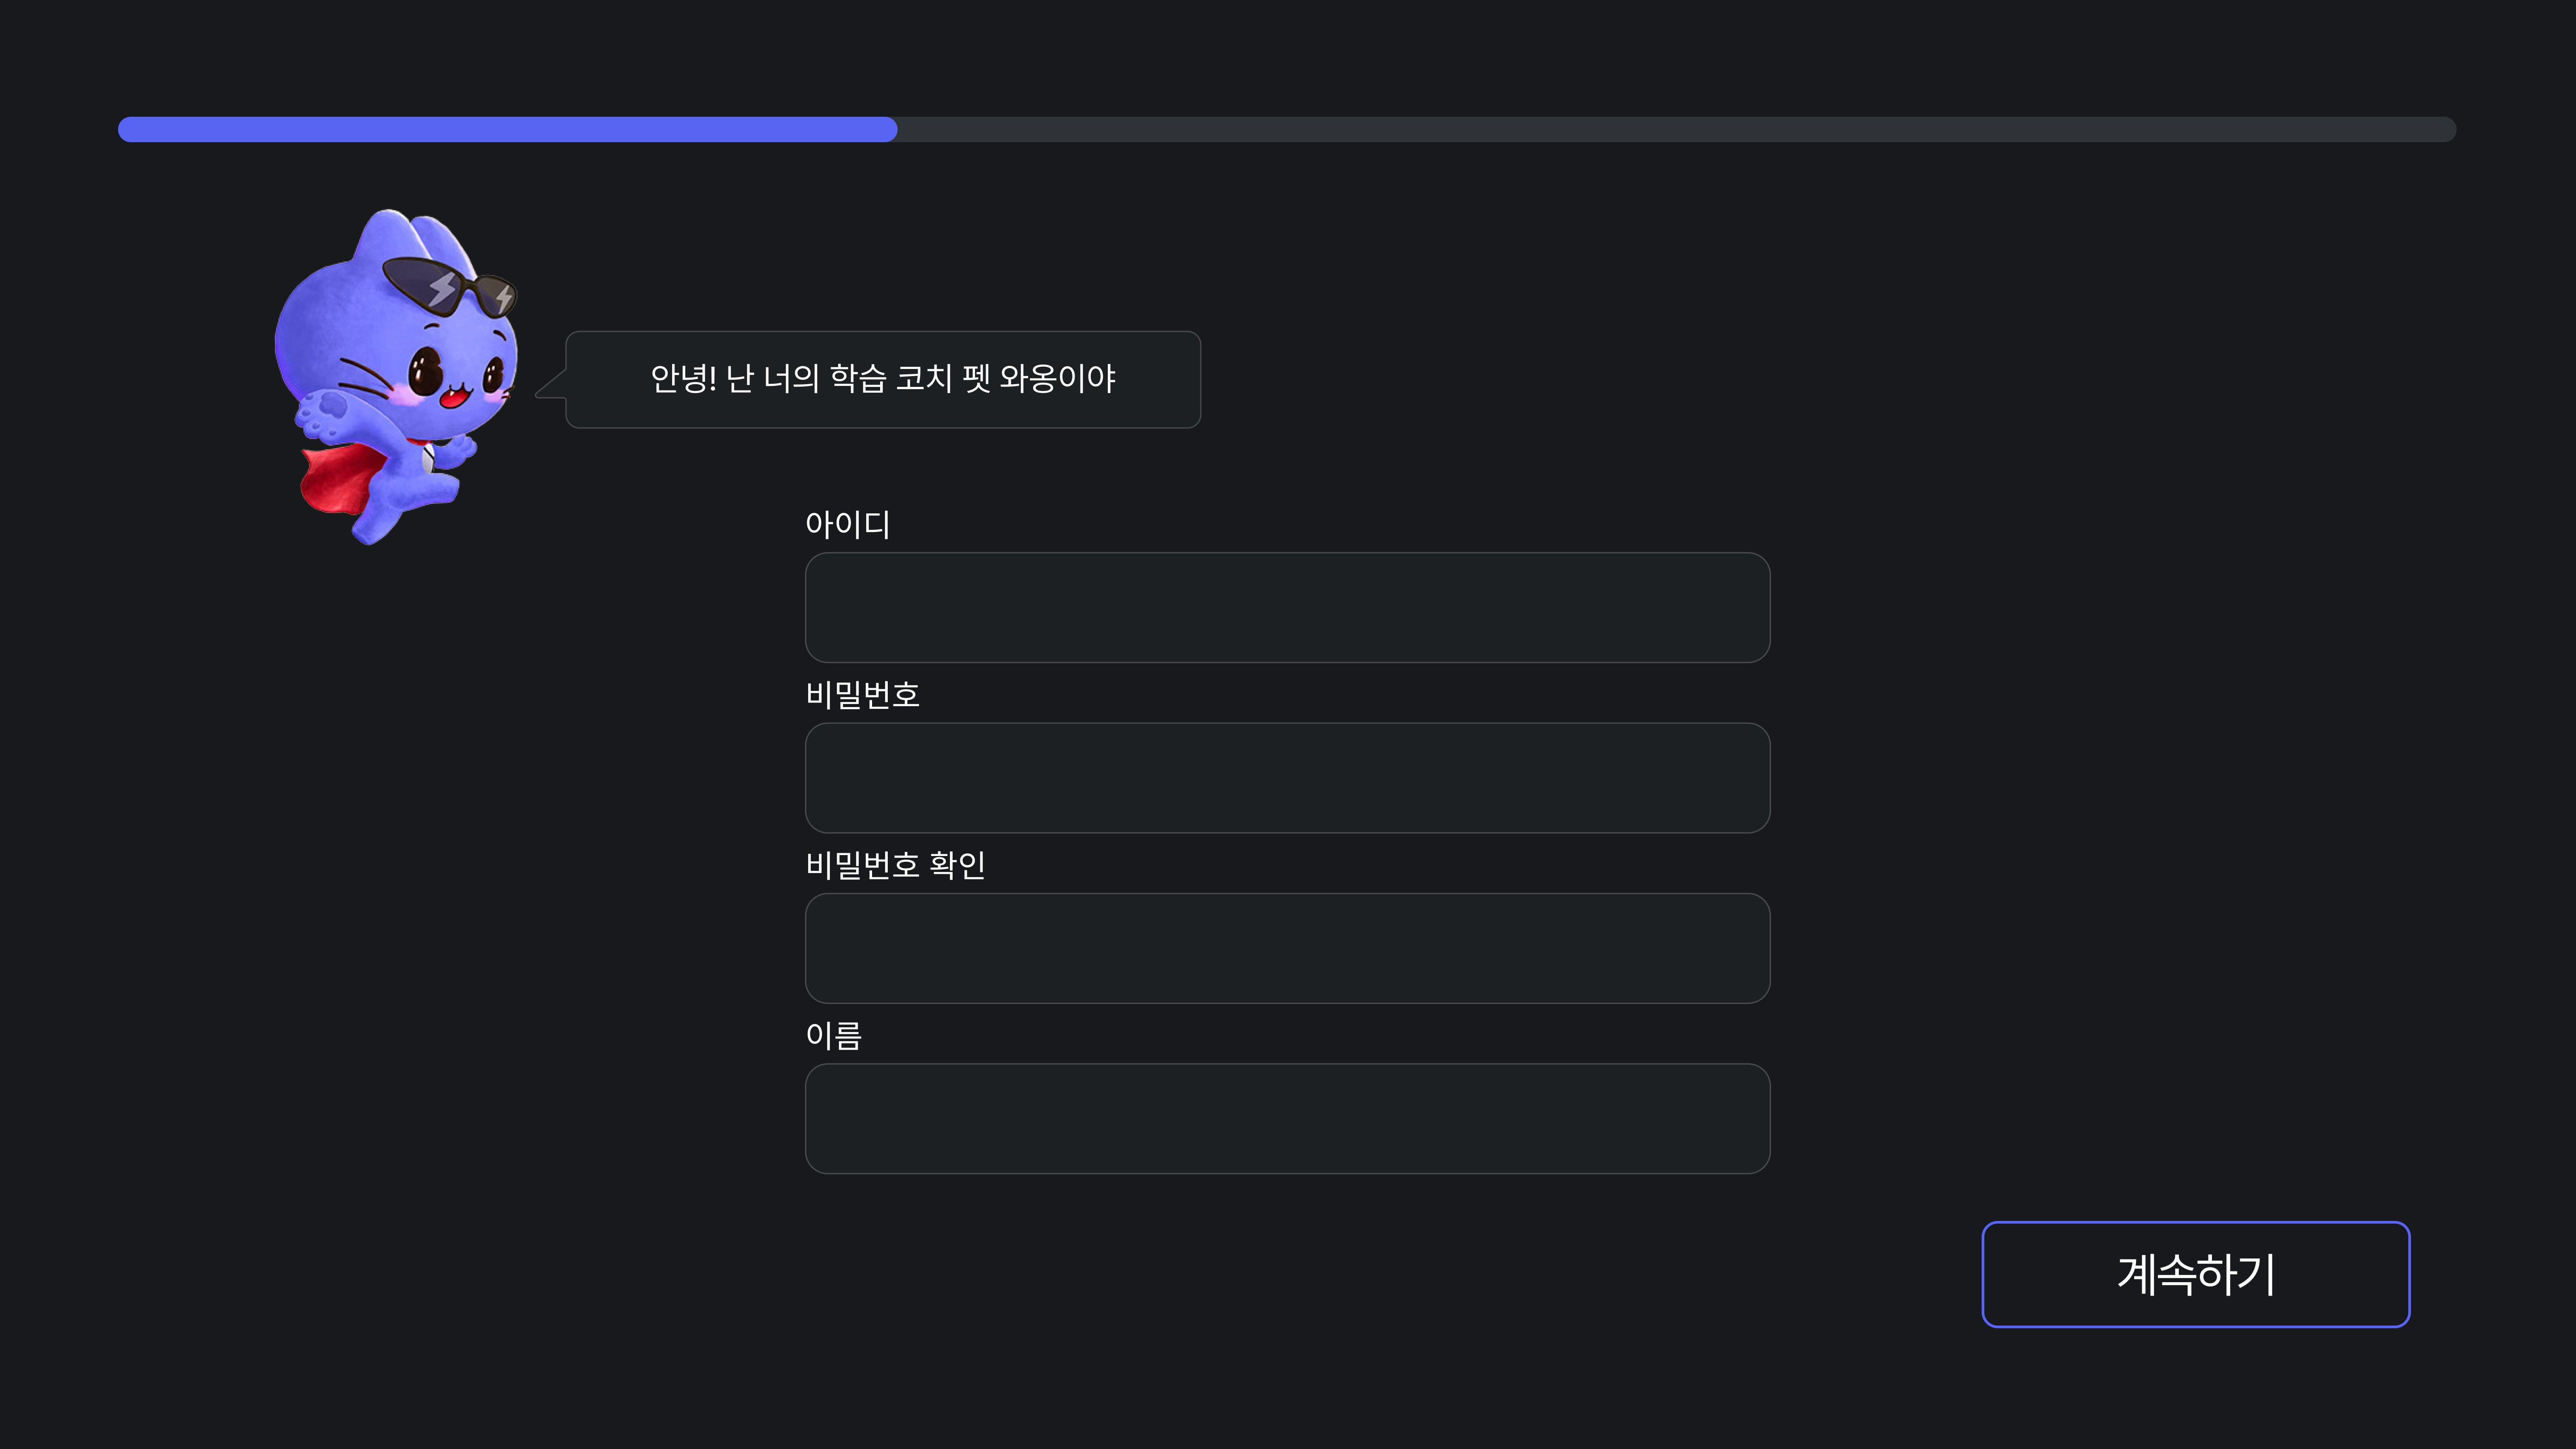 안녕! 난 너의 학습 코치 펫 와옹이야
아이디
비밀번호
비밀번호 확인
이름
계속하기